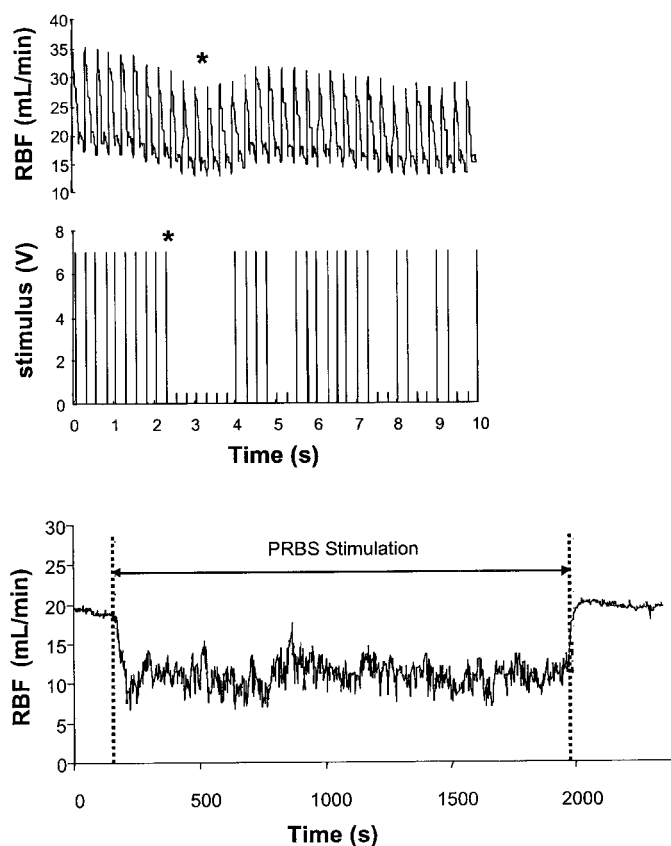 RBF (mL/min)
40
35
30
25
20
15
10
*
stimulus (V)
8
6
4
2
0
*
0 1 2 3 4 5 6 7 8 9 10
Time (s)
RBF (mL/min)
30
25
20
15
10
5
0
PRBS Stimulation
0 500 1000 1500 2000
Time (s)